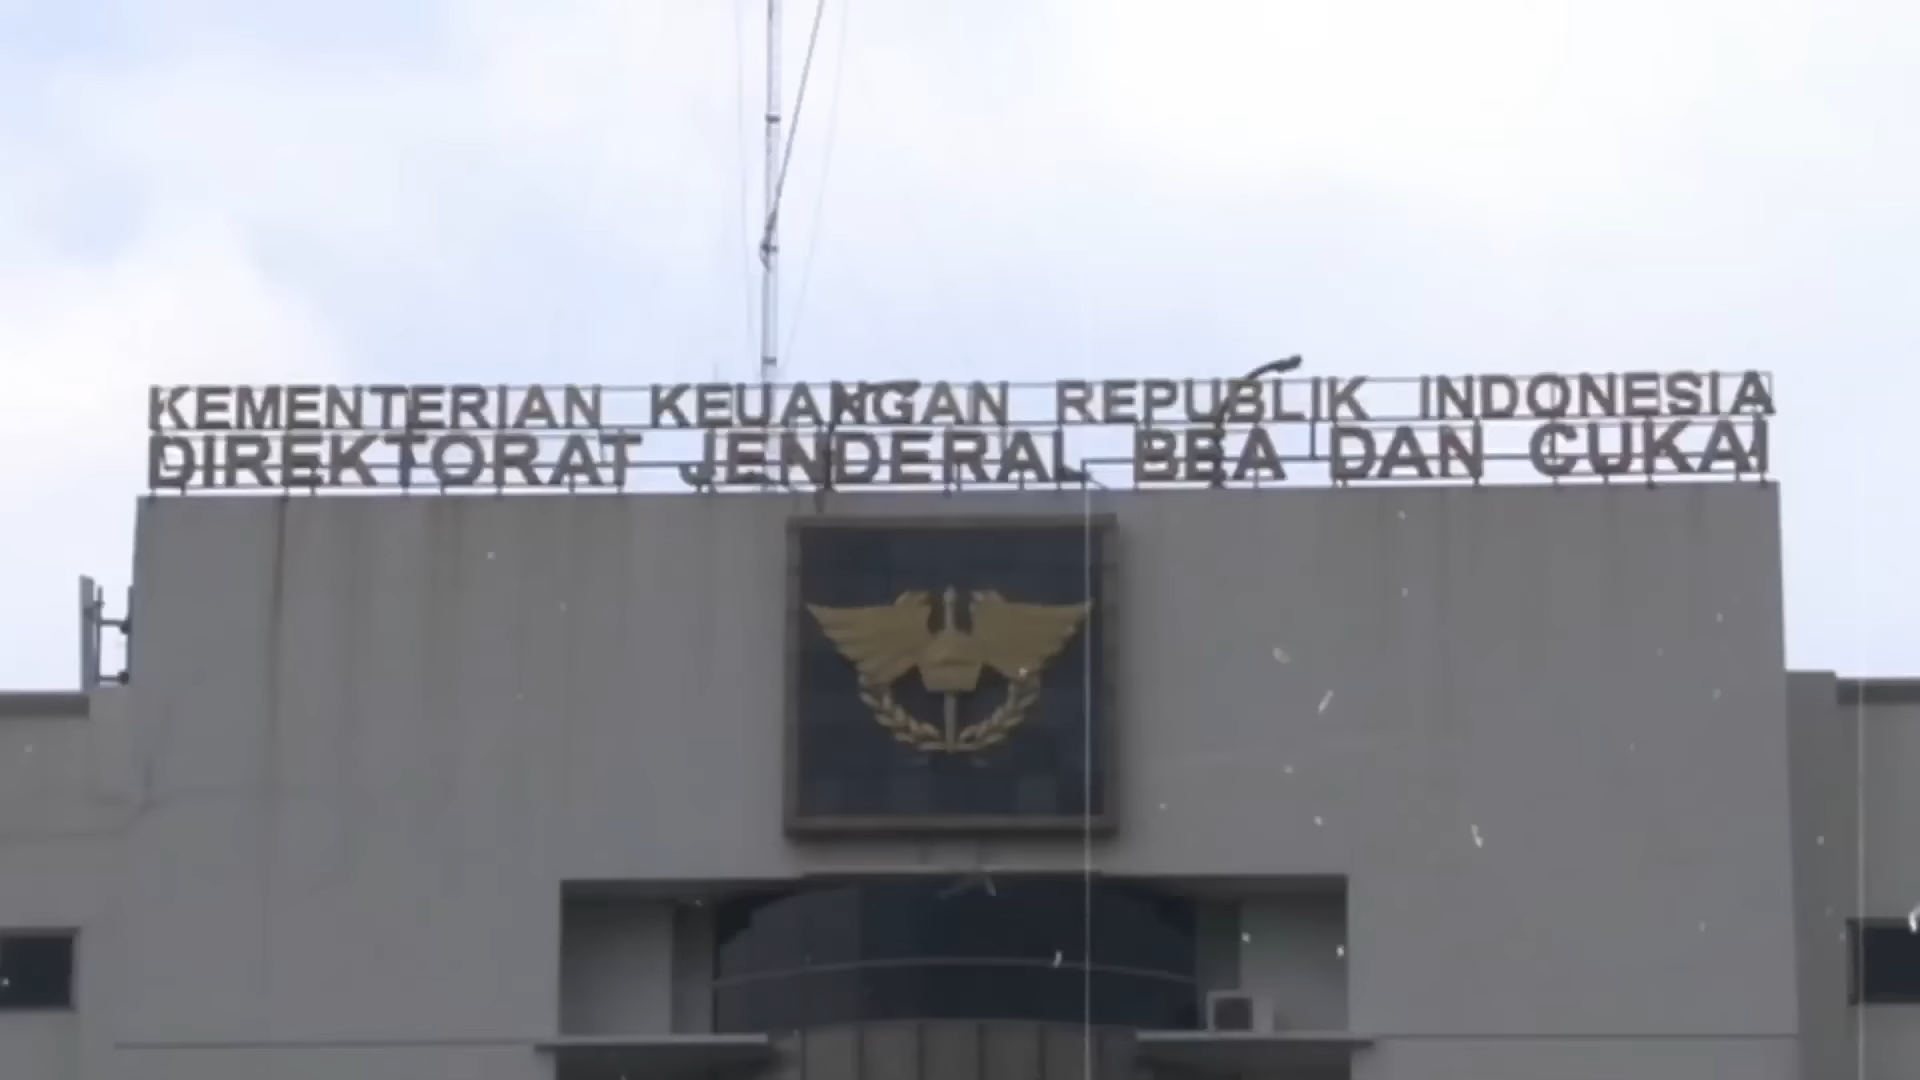 KEMENTERIAN KEUANGAN REPUBLIK INDONESIA
DIREKTORAT JENDERAL BEA DAN CUKAI